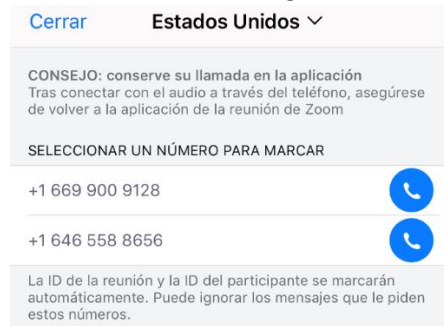 Cerrar Estados Unidos
CONSEJO: conserve su llamada en la aplicación
Tras conectar con el audio a través del teléfono, asegúrese
de volver a la aplicación de la reunión de Zoom
SELECCIONAR UN NÚMERO PARA MARCAR
+1 669 900 9128
+1 646 558 8656
La ID de la reunión y la ID del participante se marcarán
automáticamente. Puede ignorar los mensajes que le piden
estos números.